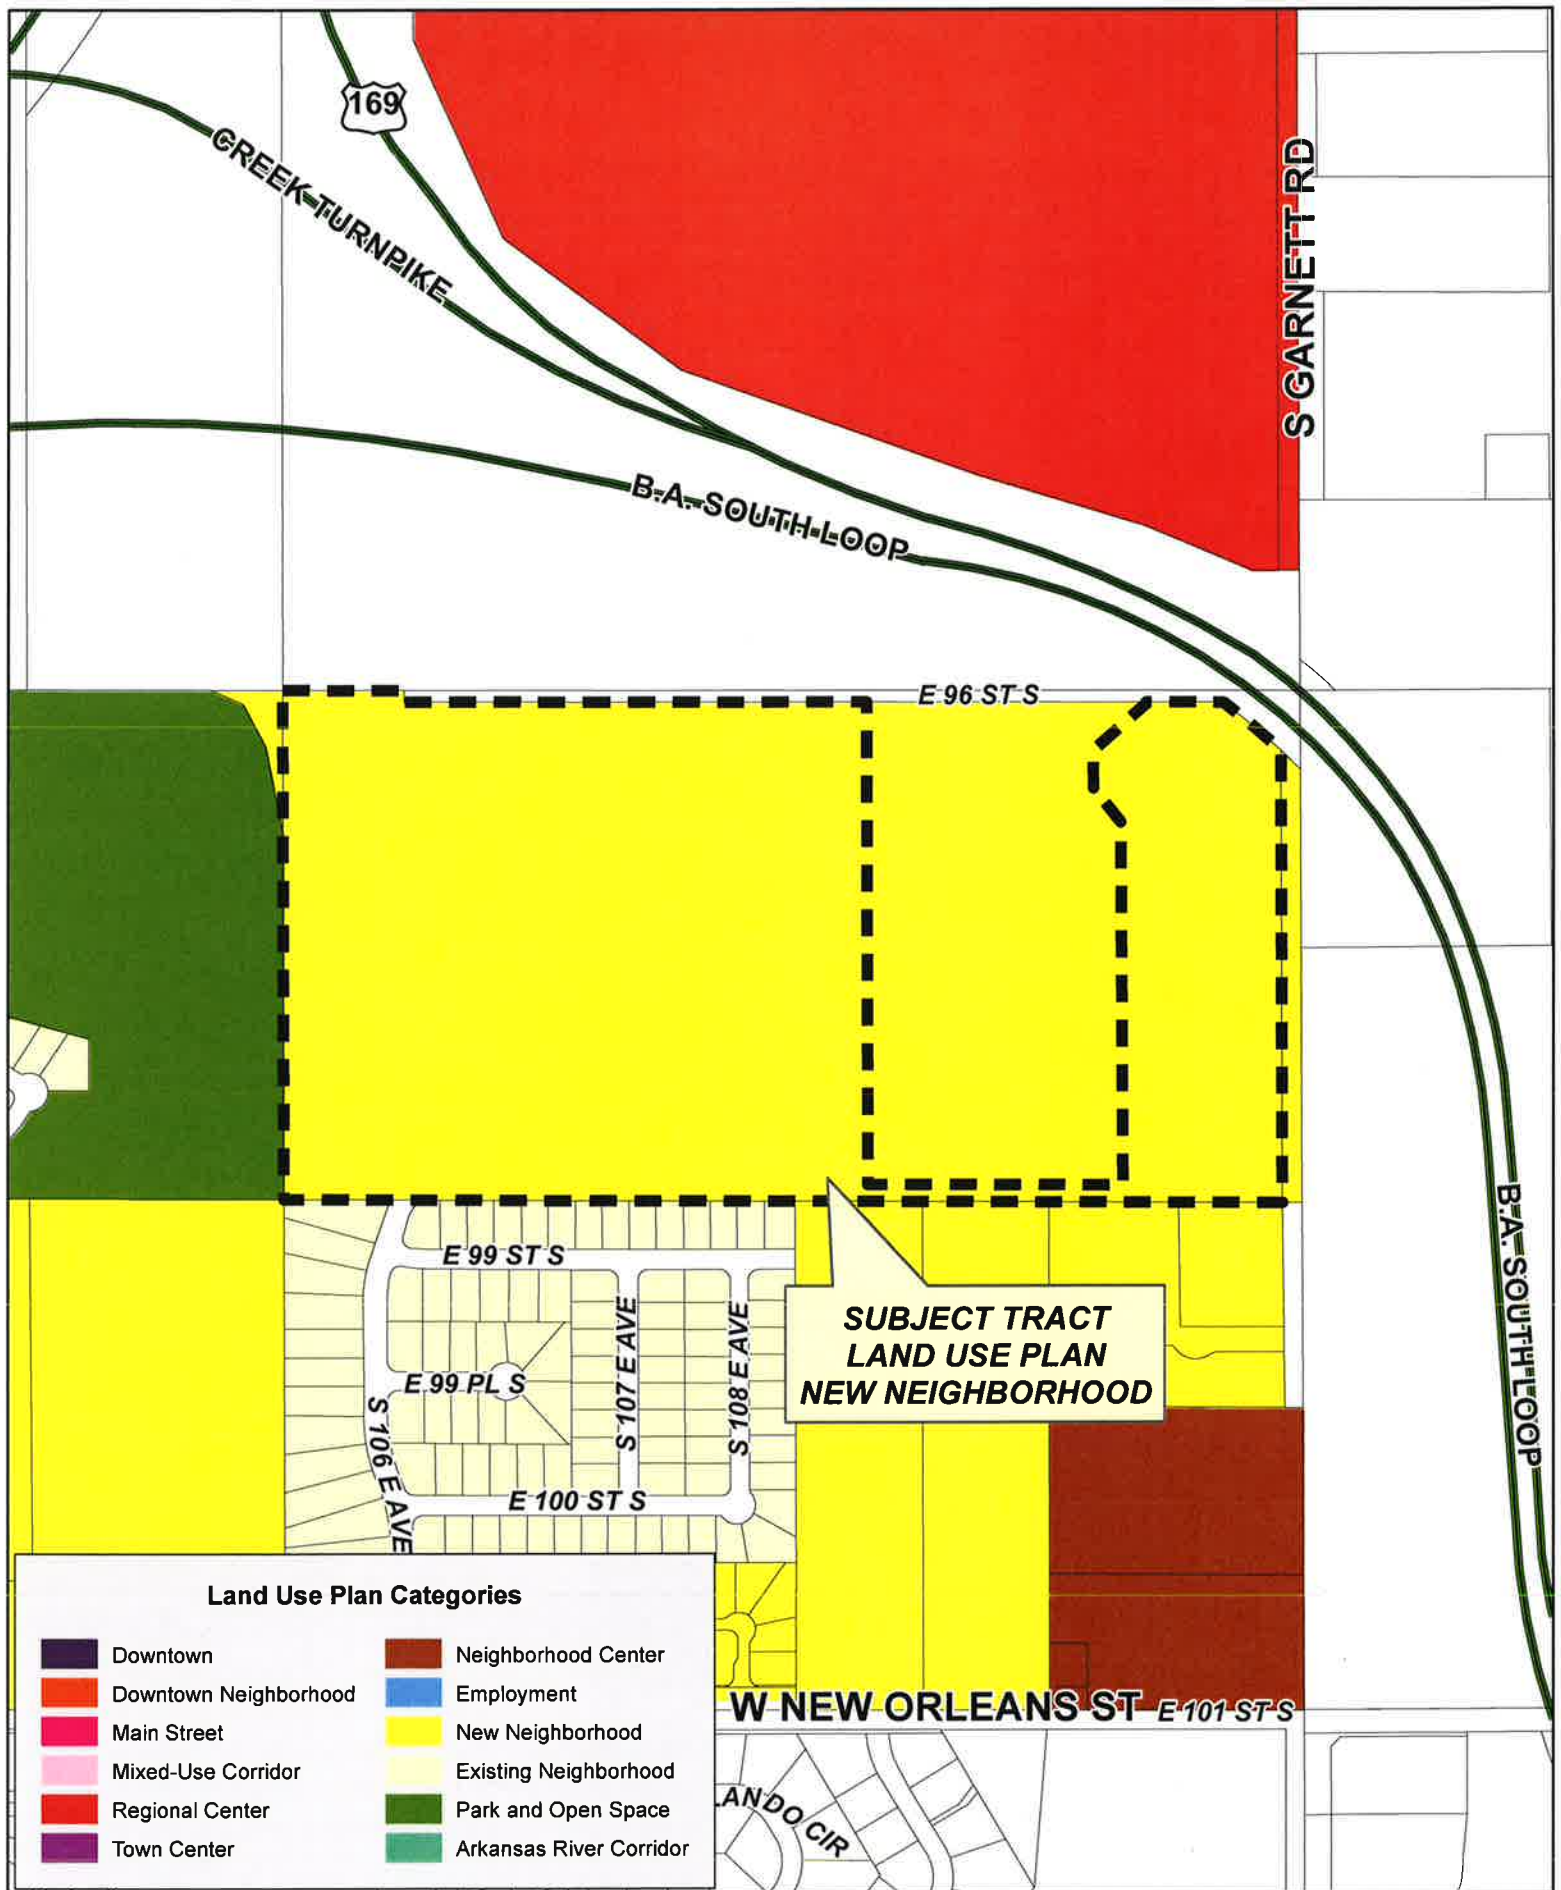 169
CREEK TURNPIKE
S GARNETT RD
B.A. SOUTH LOOP
E 96 ST S
E 99 ST S
SUBJECT TRACT
LAND USE PLAN
NEW NEIGHBORHOOD
E 99 PL S
S 107 E AVE
S 108 E AVE
S 106 E AVE
B.A. SOUTH LOOP
E 100 ST S
Land Use Plan Categories
Downtown
Downtown Neighborhood
Main Street
Mixed-Use Corridor
Regional Center
Town Center
Neighborhood Center
Employment
New Neighborhood
Existing Neighborhood
Park and Open Space
Arkansas River Corridor
W NEW ORLEANS ST
E 101 ST S
LANDO CIR